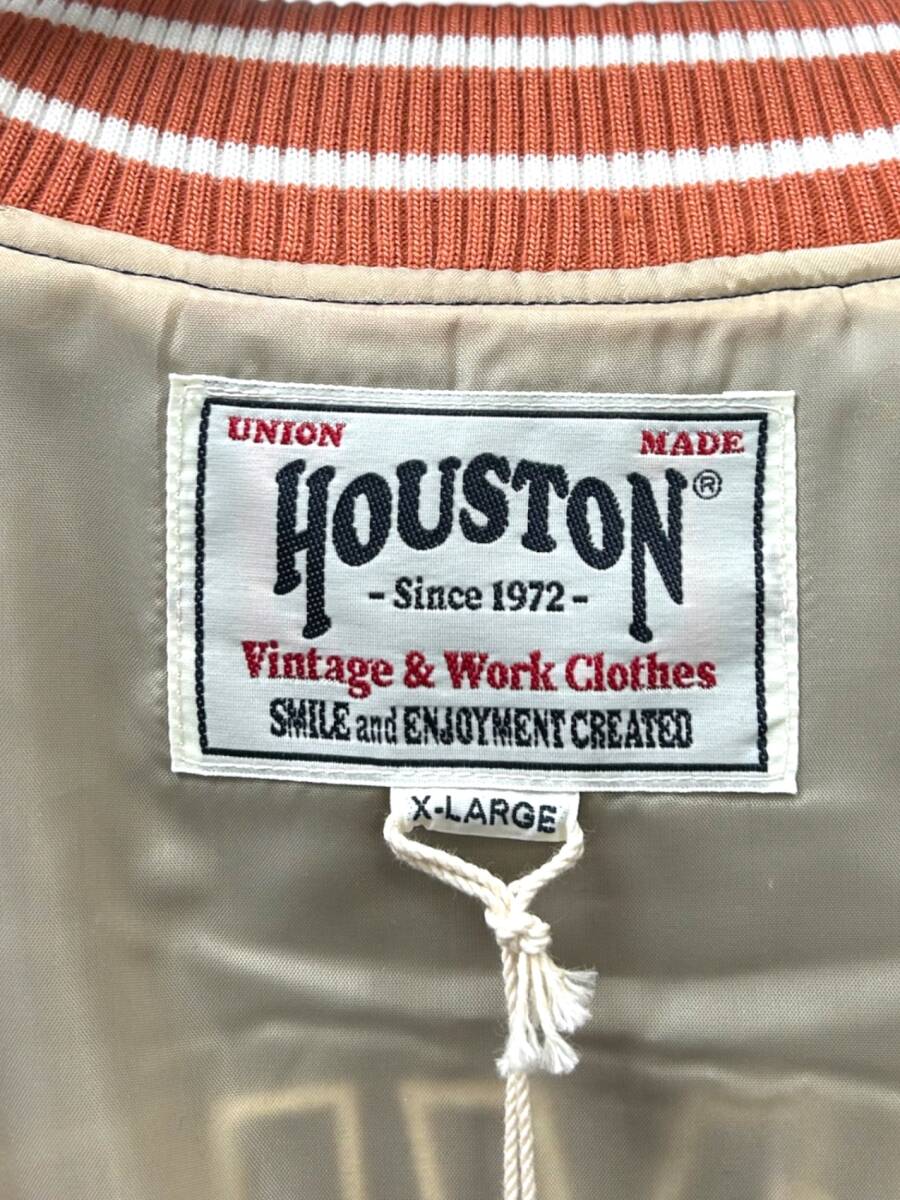 UNION MADE
HOUSTON®
- Since 1972 -
Vintage & Work Clothes
SMILE and ENJOYMENT CREATED
X-LARGE